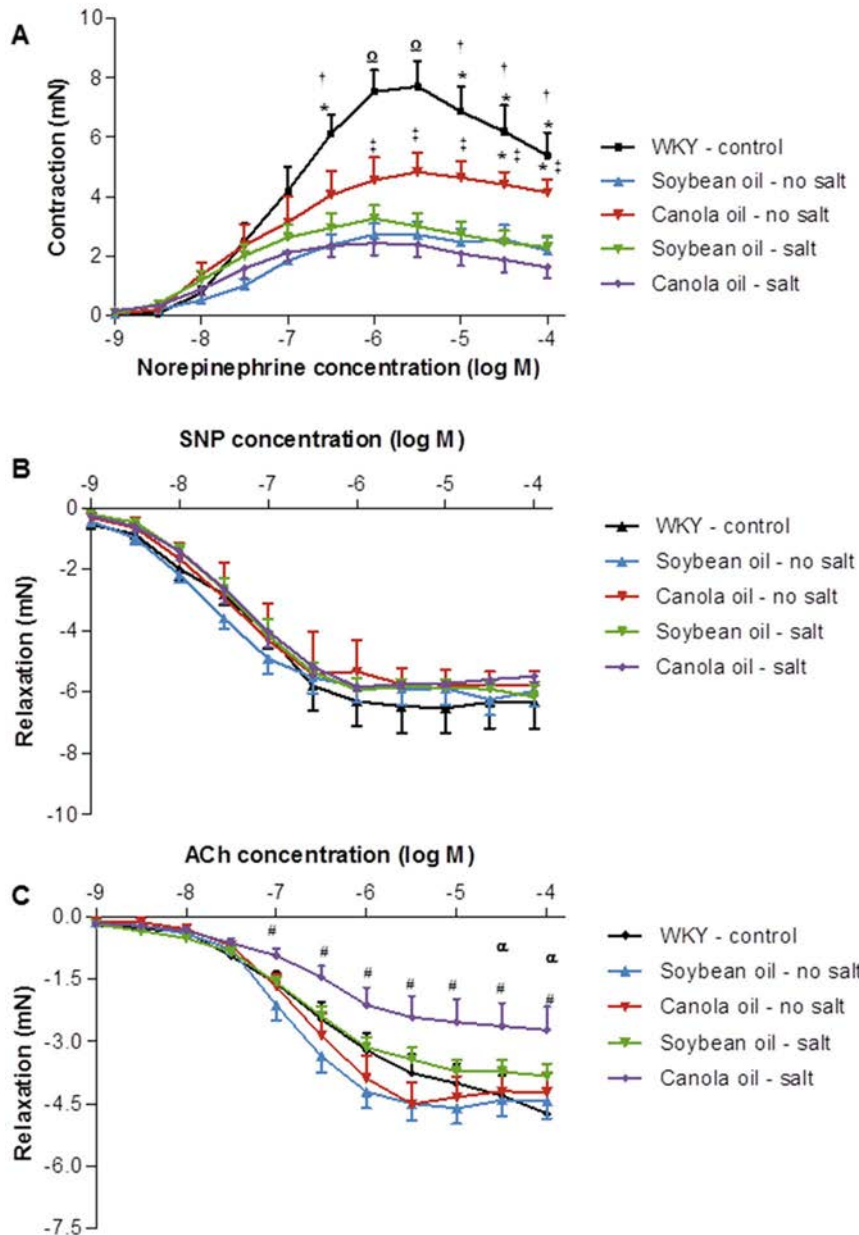 A
Contraction (mN)
10
8
6
4
2
0
† Ω Ω † † †
* * * *
‡ ‡ ‡ * ‡ * ‡
-9 -8 -7 -6 -5 -4
Norepinephrine concentration (log M)
WKY - control
Soybean oil - no salt
Canola oil - no salt
Soybean oil - salt
Canola oil - salt
B
SNP concentration (log M)
-9 -8 -7 -6 -5 -4
Relaxation (mN)
0
-2
-4
-6
-8
-10
WKY - control
Soybean oil - no salt
Canola oil - no salt
Soybean oil - salt
Canola oil - salt
C
ACh concentration (log M)
-9 -8 -7 -6 -5 -4
Relaxation (mN)
0.0
-1.5
-3.0
-4.5
-6.0
-7.5
α α
# # # # # # #
WKY - control
Soybean oil - no salt
Canola oil - no salt
Soybean oil - salt
Canola oil - salt